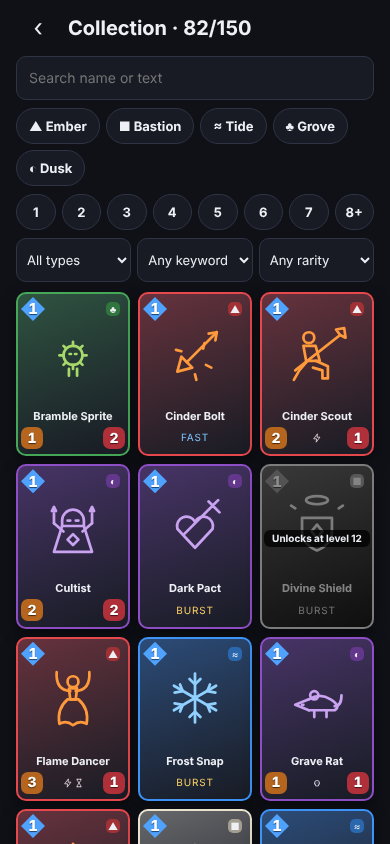 ‹ Collection · 82/150
Search name or text
▲ Ember ■ Bastion ≈ Tide ♣ Grove
◖ Dusk
1 2 3 4 5 6 7 8+
All types Any keyword Any rarity
1 ♣ 1 ▲ 1 ▲
Bramble Sprite Cinder Bolt Cinder Scout
FAST
1 2 2 1
1 ◖ 1 ◖ 1 ■
Unlocks at level 12
Cultist Dark Pact Divine Shield
BURST BURST
2 2
1 ▲ 1 ≈ 1 ◖
Flame Dancer Frost Snap Grave Rat
BURST
3 1 1 1
1 ▲ 1 ■ 1 ≈